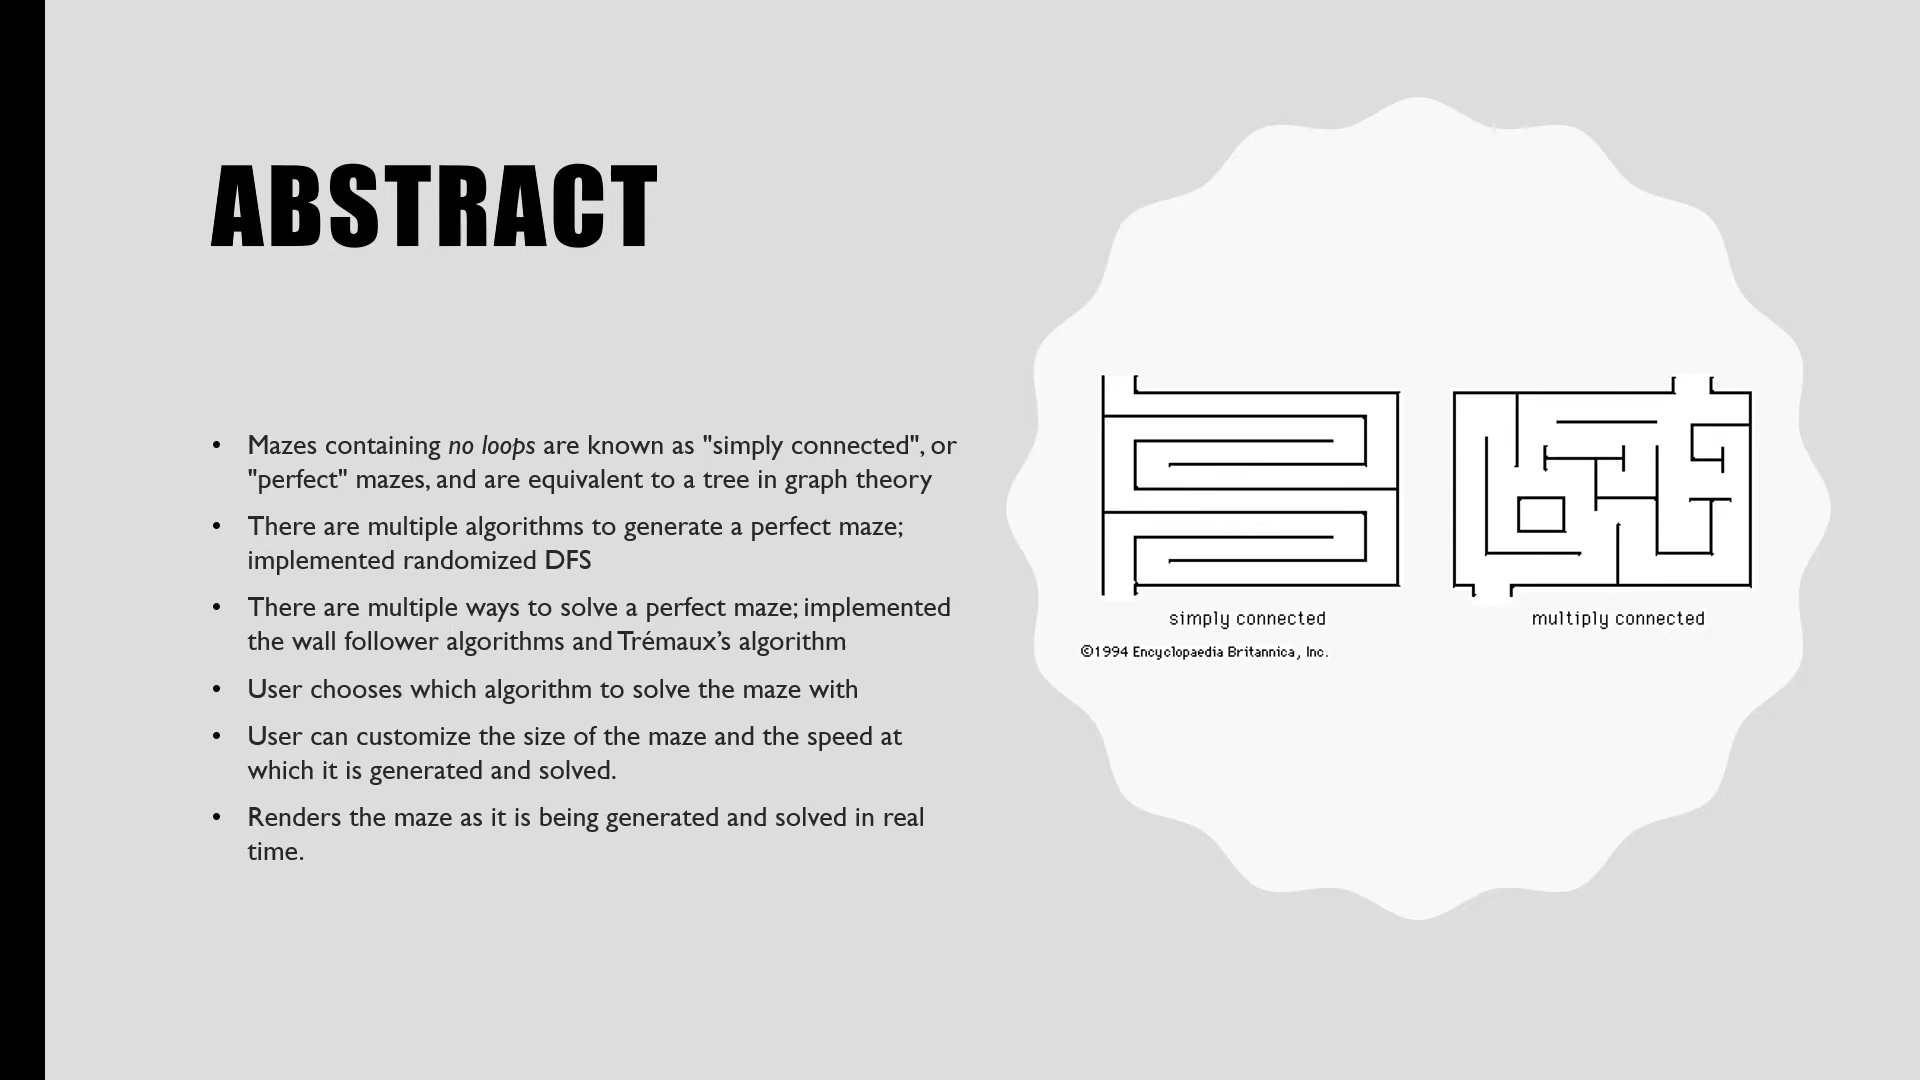 ABSTRACT
• Mazes containing no loops are known as "simply connected", or
"perfect" mazes, and are equivalent to a tree in graph theory
• There are multiple algorithms to generate a perfect maze;
implemented randomized DFS
• There are multiple ways to solve a perfect maze; implemented
the wall follower algorithms and Trémaux’s algorithm
• User chooses which algorithm to solve the maze with
• User can customize the size of the maze and the speed at
which it is generated and solved.
• Renders the maze as it is being generated and solved in real
time.
simply connected
multiply connected
©1994 Encyclopaedia Britannica, Inc.